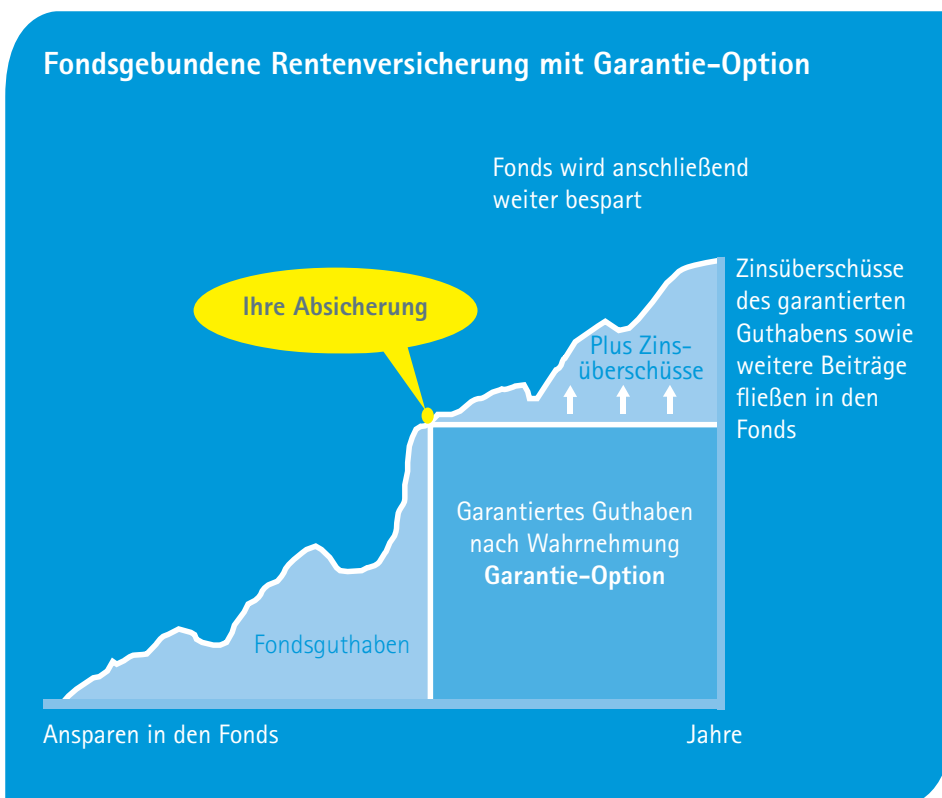 Fondsgebundene Rentenversicherung mit Garantie-Option
Fonds wird anschließend
weiter bespart
Ihre Absicherung
Zinsüberschüsse
des garantierten
Guthabens sowie
weitere Beiträge
fließen in den
Fonds
Plus Zins-
überschüsse
Garantiertes Guthaben
nach Wahrnehmung
Garantie-Option
Fondsguthaben
Ansparen in den Fonds
Jahre